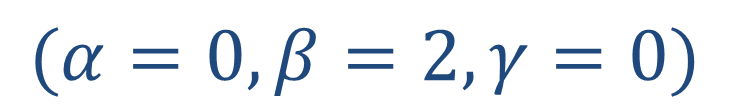 (𝛼 = 0, 𝛽 = 2, 𝛾 = 0)